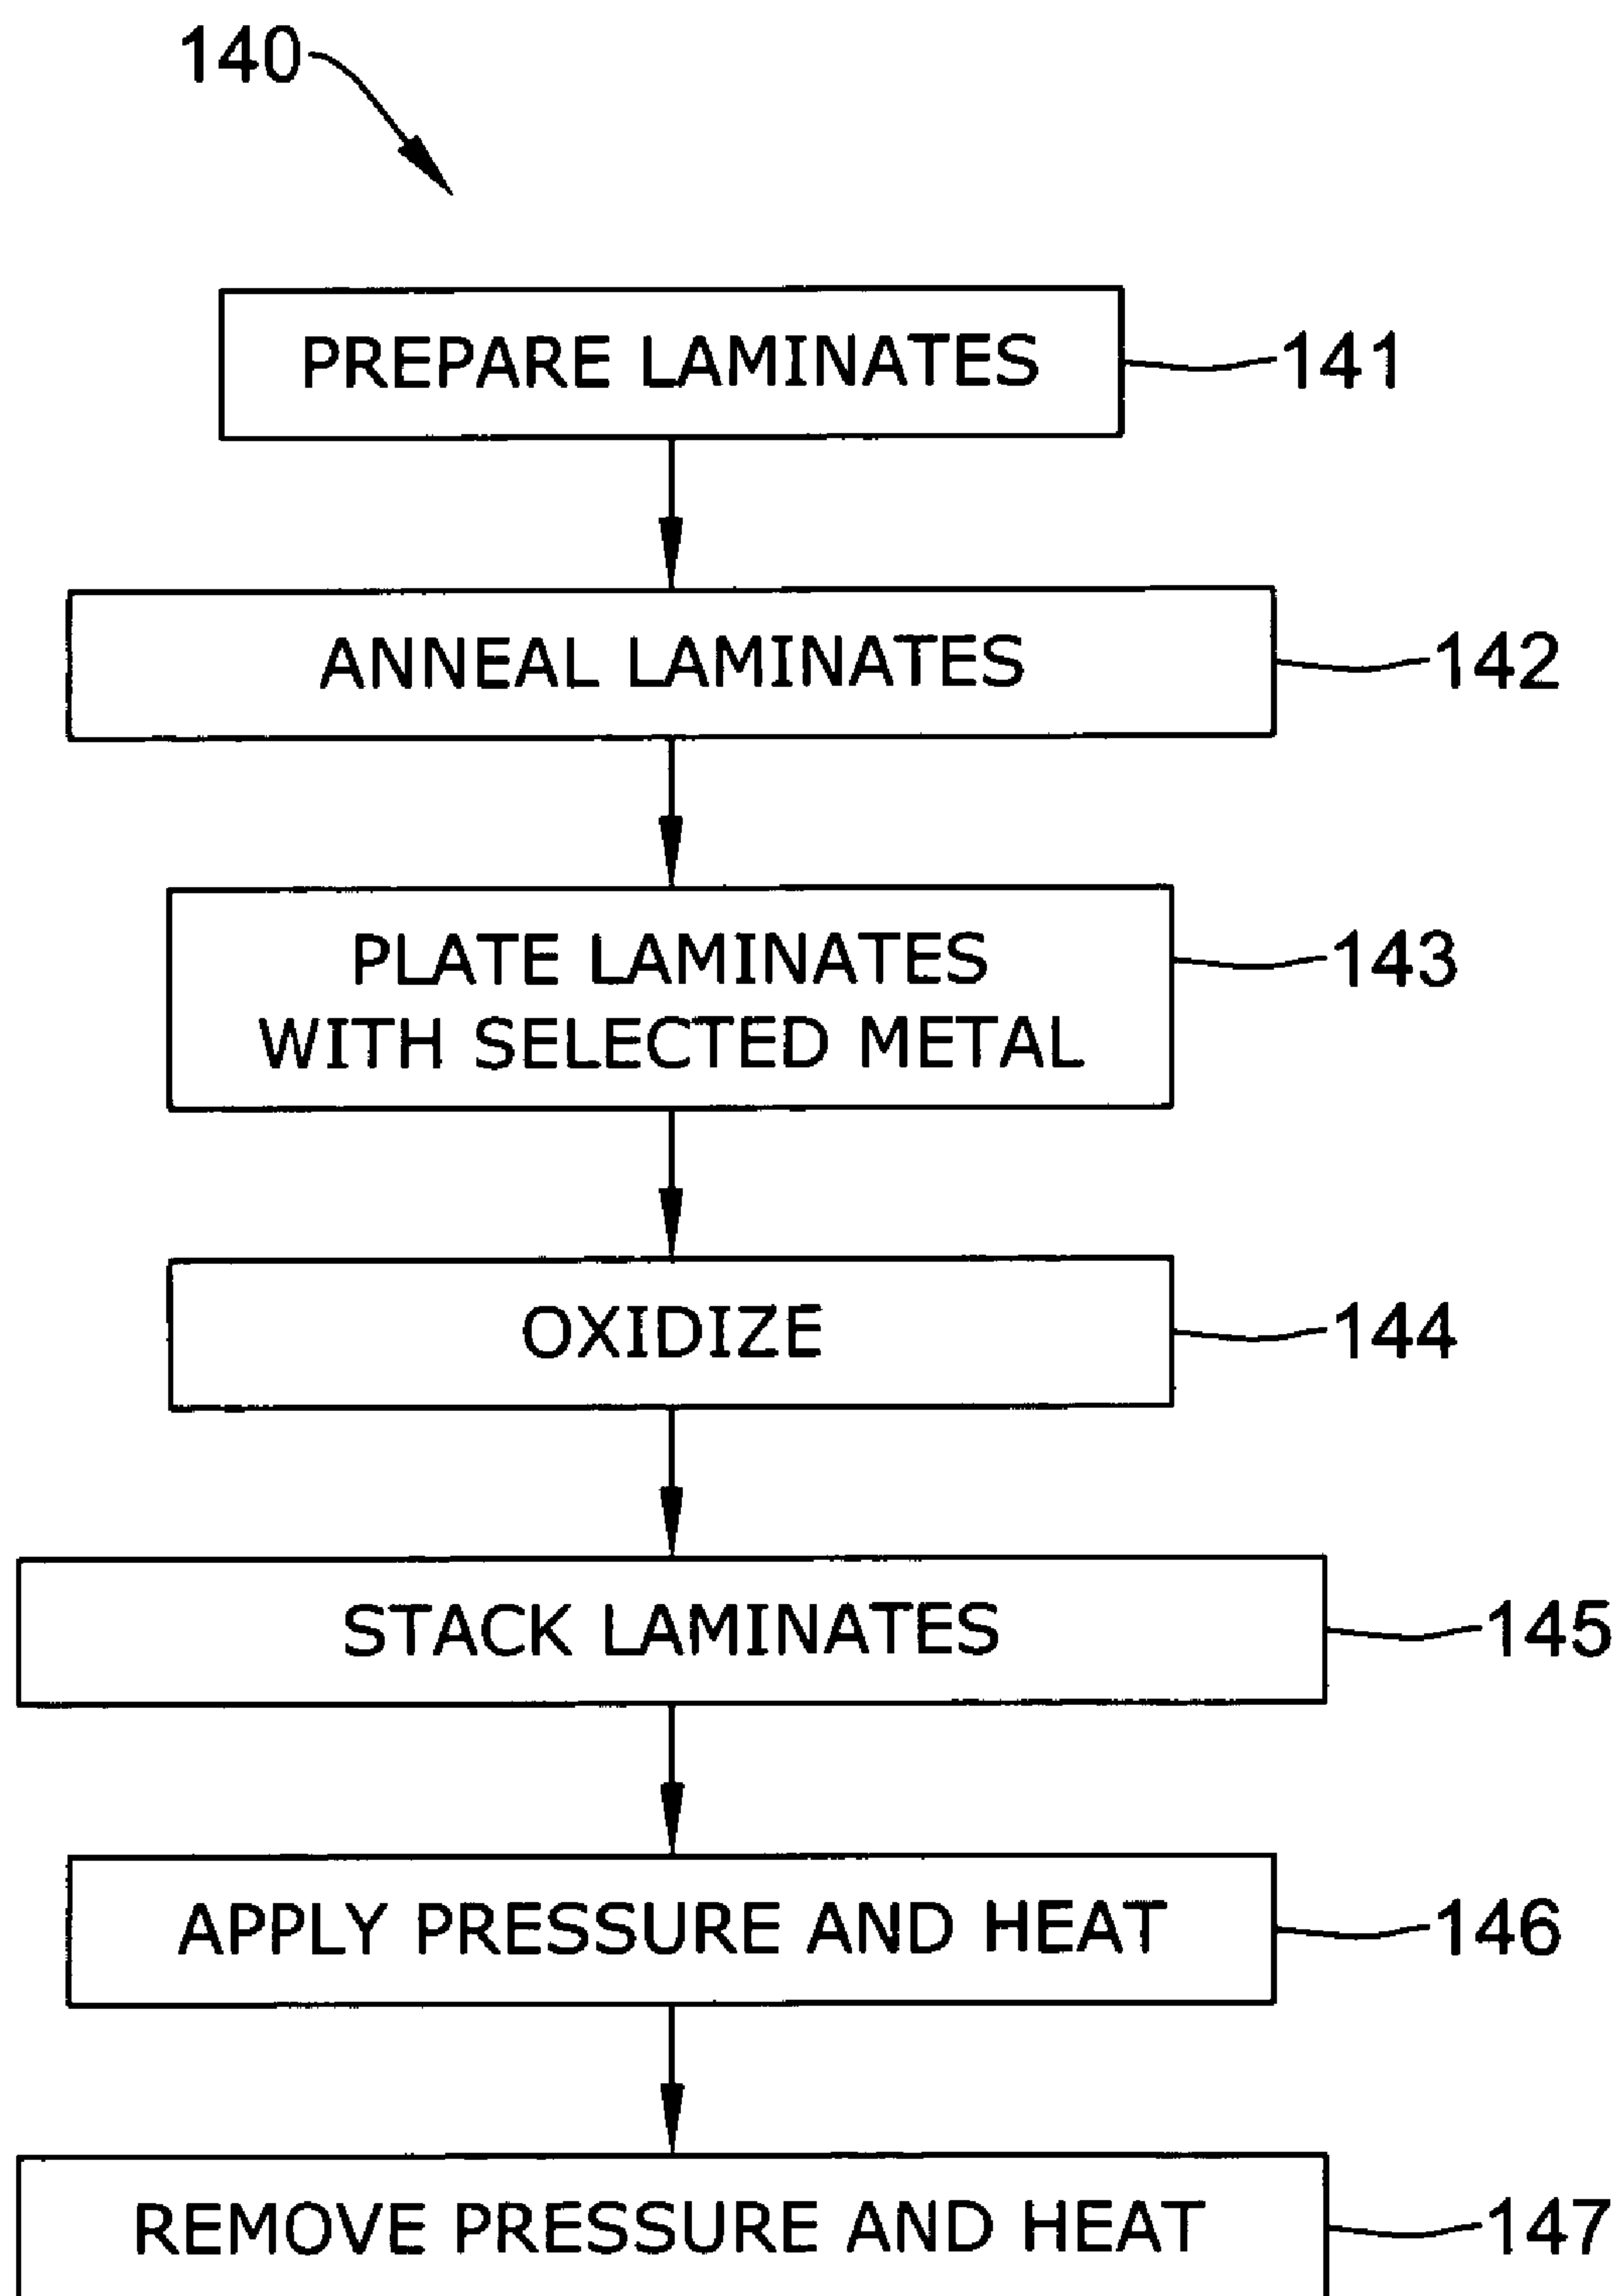 140
PREPARE LAMINATES
141
ANNEAL LAMINATES
142
PLATE LAMINATES
WITH SELECTED METAL
143
OXIDIZE
144
STACK LAMINATES
145
APPLY PRESSURE AND HEAT
146
REMOVE PRESSURE AND HEAT
147